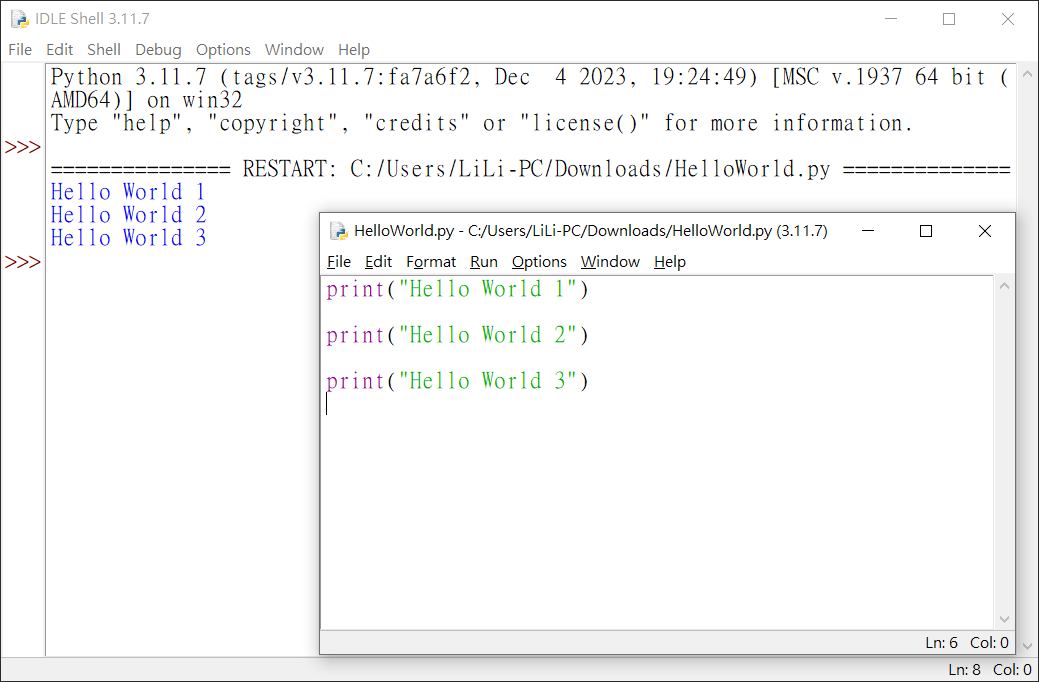 IDLE Shell 3.11.7
File Edit Shell Debug Options Window Help
Python 3.11.7 (tags/v3.11.7:fa7a6f2, Dec  4 2023, 19:24:49) [MSC v.1937 64 bit (
AMD64)] on win32
Type "help", "copyright", "credits" or "license()" for more information.
>>>
=============== RESTART: C:/Users/LiLi-PC/Downloads/HelloWorld.py ==============
Hello World 1
Hello World 2
Hello World 3
>>>
HelloWorld.py - C:/Users/LiLi-PC/Downloads/HelloWorld.py (3.11.7)
File Edit Format Run Options Window Help
print("Hello World 1")
print("Hello World 2")
print("Hello World 3")
Ln: 6 Col: 0
Ln: 8 Col: 0